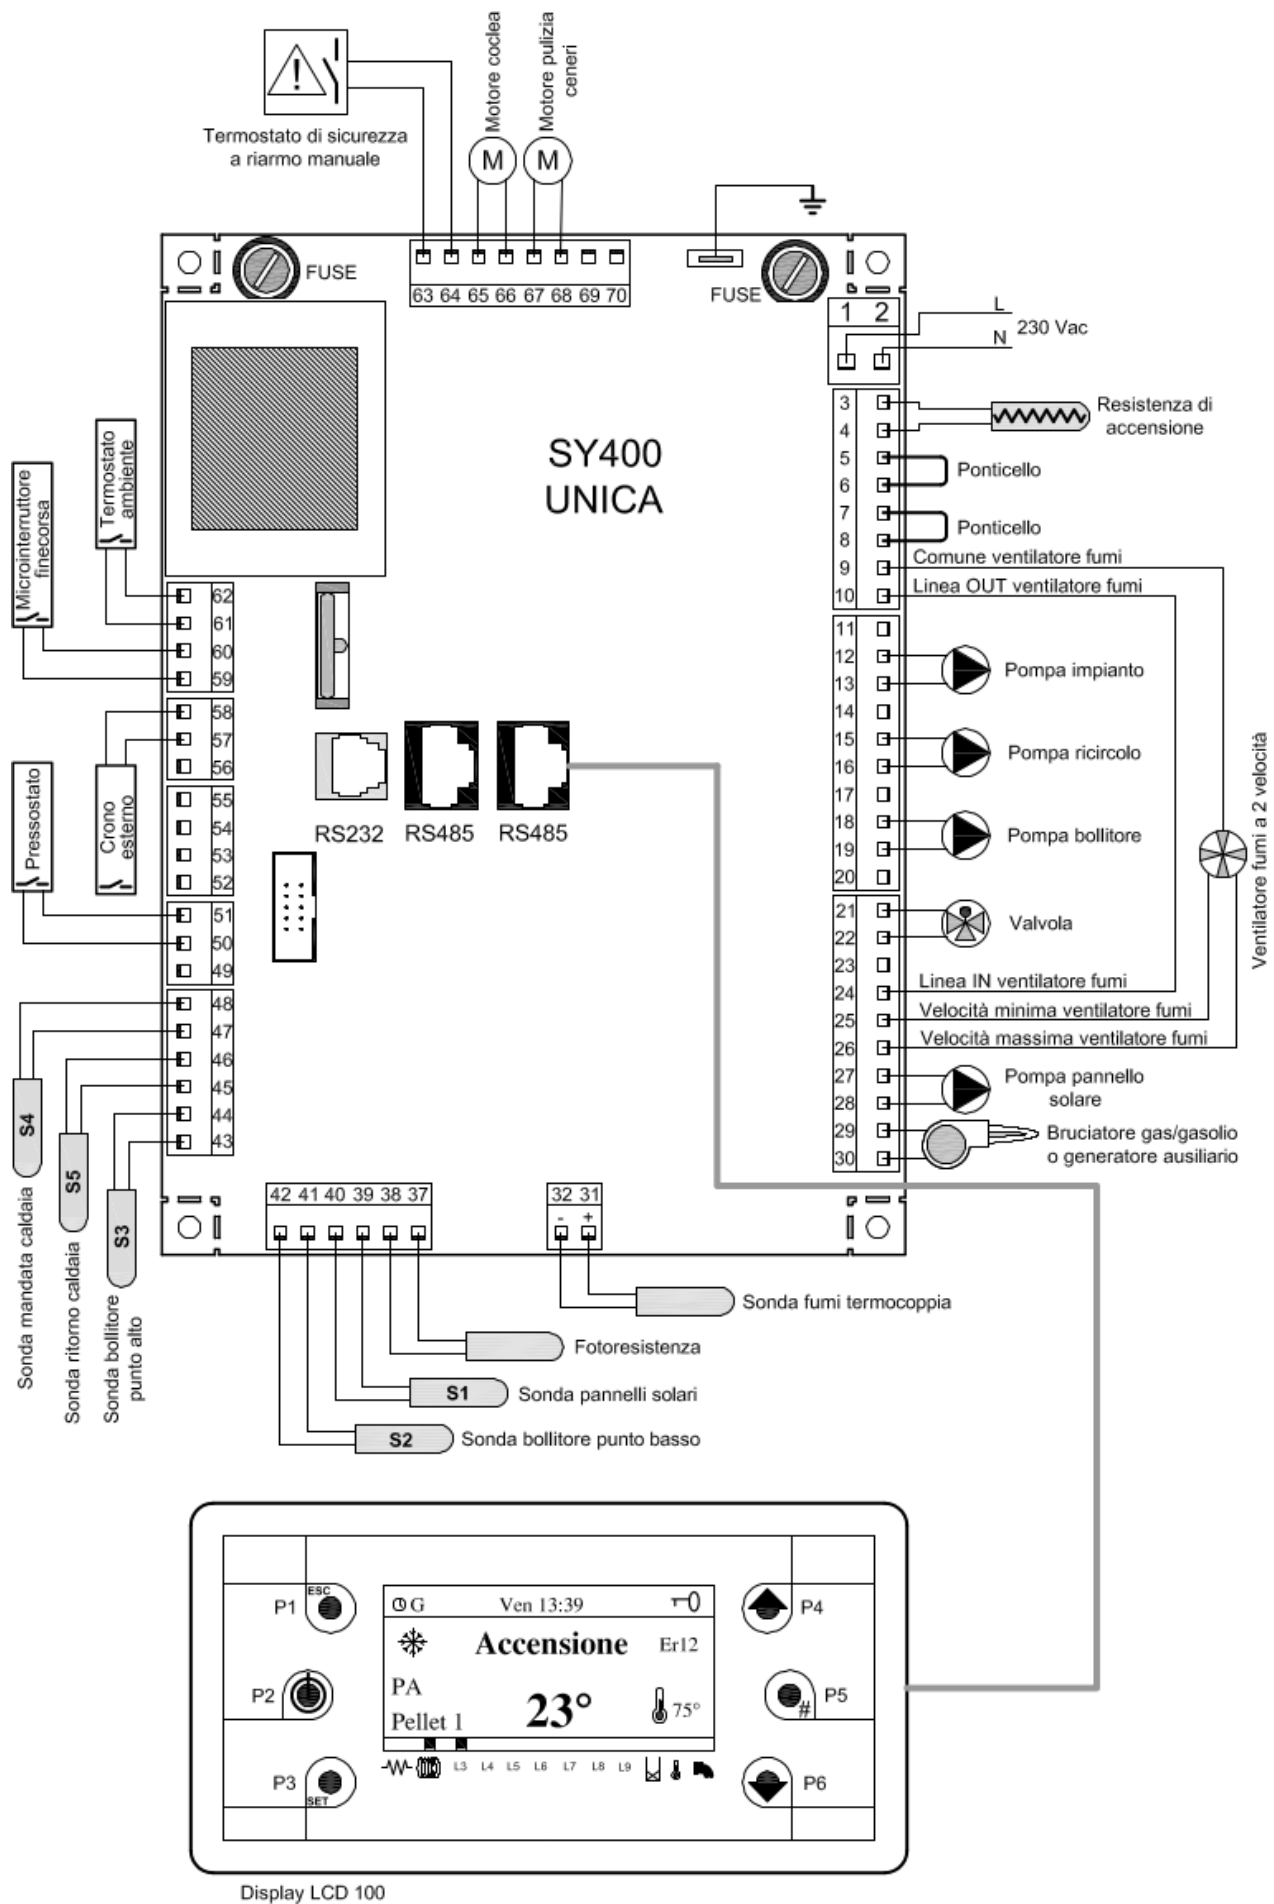 Termostato di sicurezza
a riarmo manuale
Motore coclea
Motore pulizia
ceneri
M
M
FUSE
63 64 65 66 67 68 69 70
FUSE
1 2
L
N
230 Vac
SY400
UNICA
3
4
5
6
7
8
9
10
Resistenza di
accensione
Ponticello
Ponticello
Comune ventilatore fumi
Linea OUT ventilatore fumi
11
12
13
14
15
16
17
18
19
20
Pompa impianto
Pompa ricircolo
Pompa bollitore
Ventilatore fumi a 2 velocità
21
22
23
24
25
26
27
28
29
30
Valvola
Linea IN ventilatore fumi
Velocità minima ventilatore fumi
Velocità massima ventilatore fumi
Pompa pannello
solare
Bruciatore gas/gasolio
o generatore ausiliario
Microinterruttore
finecorsa
Termostato
ambiente
62
61
60
59
58
57
56
55
54
53
52
51
50
49
48
47
46
45
44
43
Pressostato
Crono
esterno
RS232
RS485
RS485
S4
S5
S3
Sonda mandata caldaia
Sonda ritorno caldaia
Sonda bollitore
punto alto
42 41 40 39 38 37
32 31
- +
Sonda fumi termocoppia
Fotoresistenza
S1
Sonda pannelli solari
S2
Sonda bollitore punto basso
P1
ESC
P2
P3
SET
P4
P5
#
P6
G
Ven 13:39
Accensione
Er12
PA
Pellet 1
23°
75°
L3 L4 L5 L6 L7 L8 L9
Display LCD 100